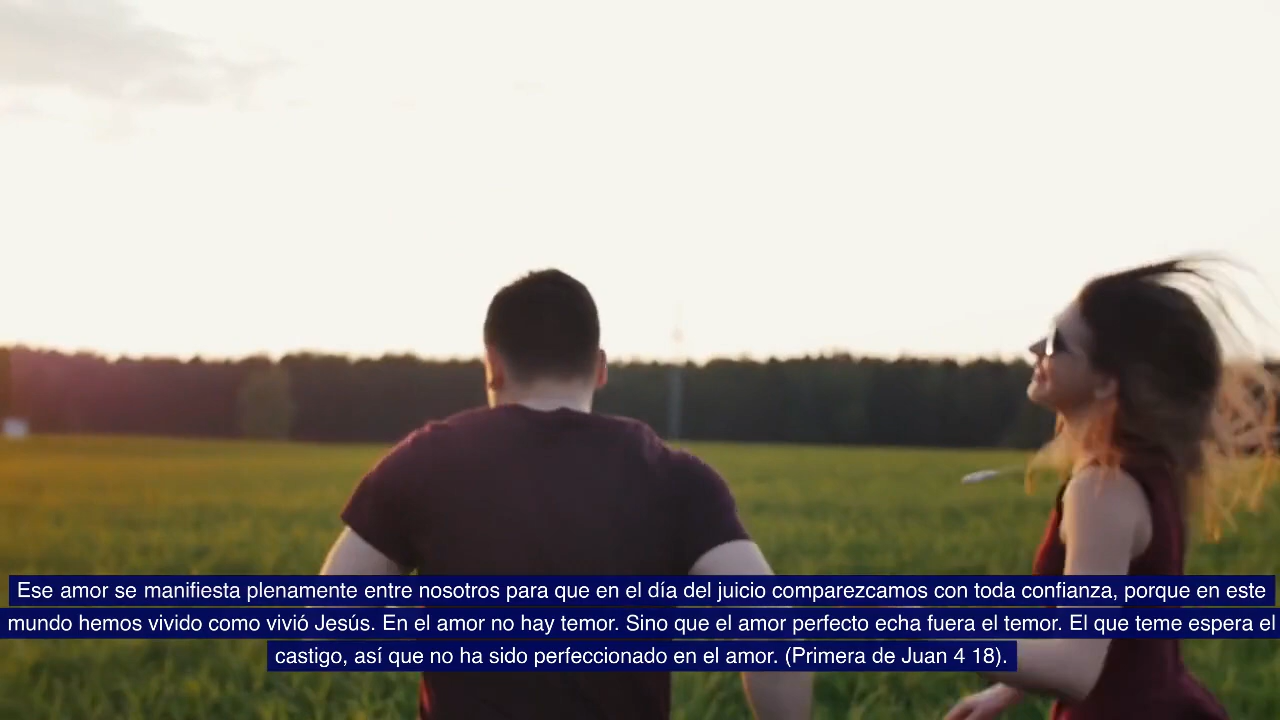 Ese amor se manifiesta plenamente entre nosotros para que en el día del juicio comparezcamos con toda confianza, porque en este
mundo hemos vivido como vivió Jesús. En el amor no hay temor. Sino que el amor perfecto echa fuera el temor. El que teme espera el
castigo, así que no ha sido perfeccionado en el amor. (Primera de Juan 4 18).